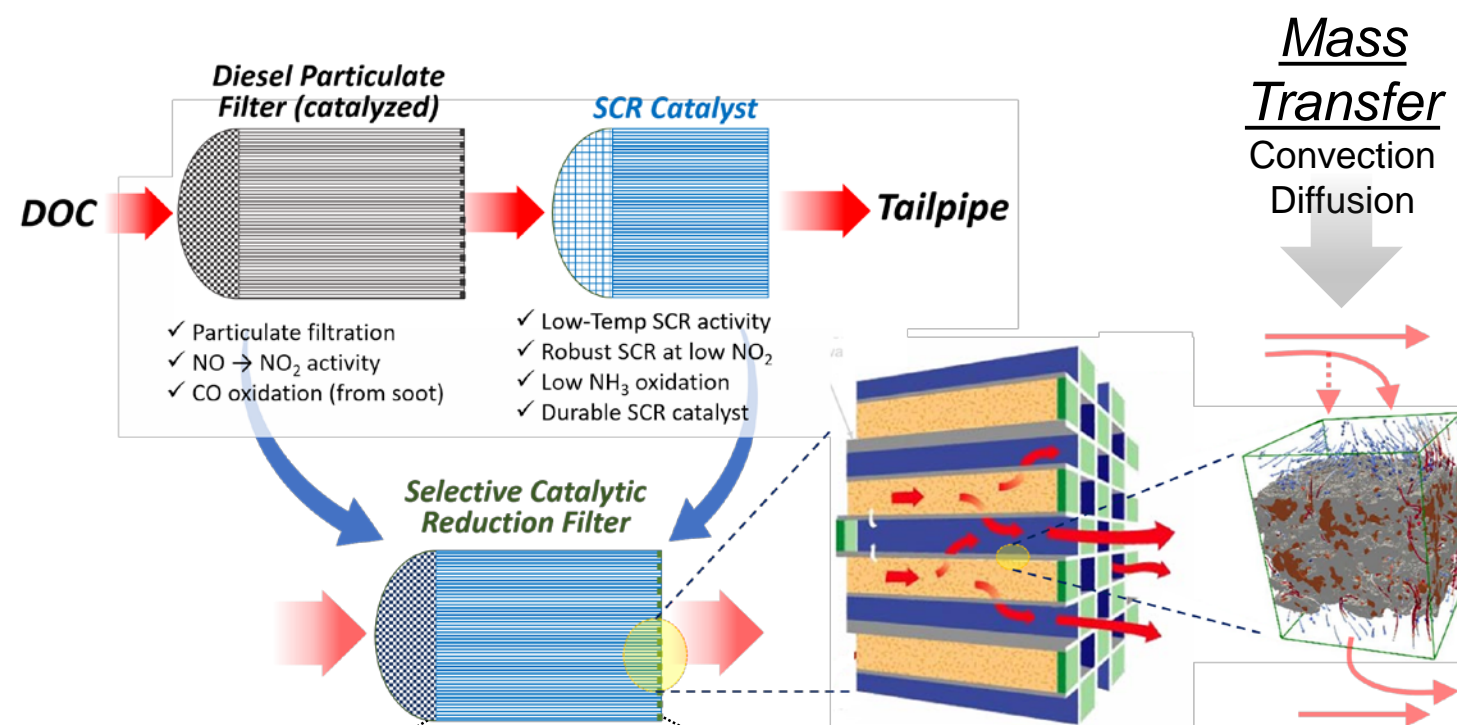 Mass
Transfer
Convection
Diffusion
Diesel Particulate
Filter (catalyzed)
SCR Catalyst
DOC
Tailpipe
✓ Particulate filtration
✓ NO → NO₂ activity
✓ CO oxidation (from soot)
✓ Low-Temp SCR activity
✓ Robust SCR at low NO₂
✓ Low NH₃ oxidation
✓ Durable SCR catalyst
Selective Catalytic
Reduction Filter